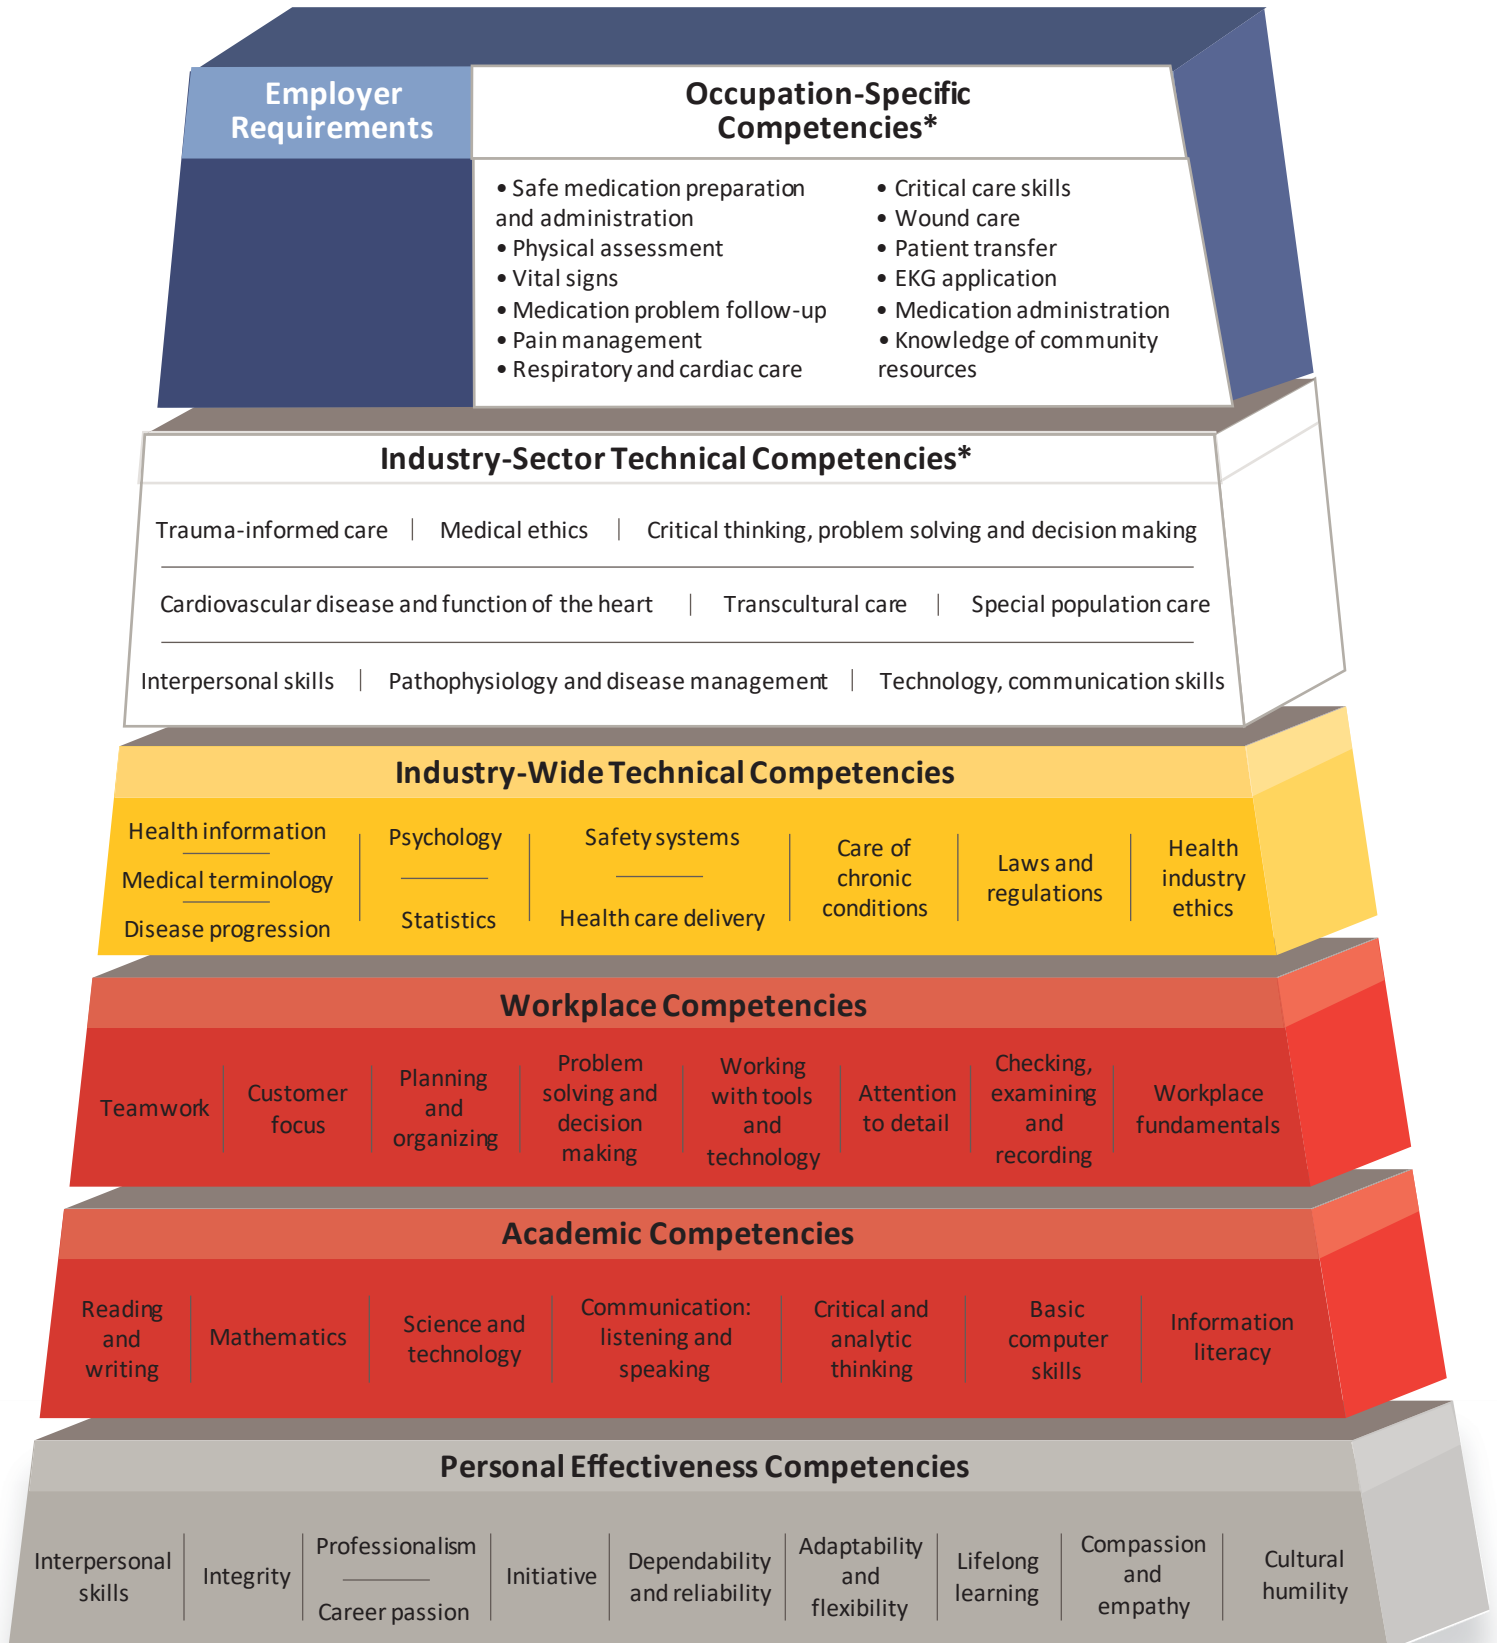 Employer
Requirements
Occupation-Specific
Competencies*
• Safe medication preparation
and administration
• Physical assessment
• Vital signs
• Medication problem follow-up
• Pain management
• Respiratory and cardiac care
• Critical care skills
• Wound care
• Patient transfer
• EKG application
• Medication administration
• Knowledge of community
resources
Industry-Sector Technical Competencies*
Trauma-informed care | Medical ethics | Critical thinking, problem solving and decision making
Cardiovascular disease and function of the heart | Transcultural care | Special population care
Interpersonal skills | Pathophysiology and disease management | Technology, communication skills
Industry-Wide Technical Competencies
Health information
Medical terminology
Disease progression
Psychology
Statistics
Safety systems
Health care delivery
Care of
chronic
conditions
Laws and
regulations
Health
industry
ethics
Workplace Competencies
Teamwork
Customer
focus
Planning
and
organizing
Problem
solving and
decision
making
Working
with tools
and
technology
Attention
to detail
Checking,
examining
and
recording
Workplace
fundamentals
Academic Competencies
Reading
and
writing
Mathematics
Science and
technology
Communication:
listening and
speaking
Critical and
analytic
thinking
Basic
computer
skills
Information
literacy
Personal Effectiveness Competencies
Interpersonal
skills
Integrity
Professionalism
Career passion
Initiative
Dependability
and reliability
Adaptability
and
flexibility
Lifelong
learning
Compassion
and
empathy
Cultural
humility